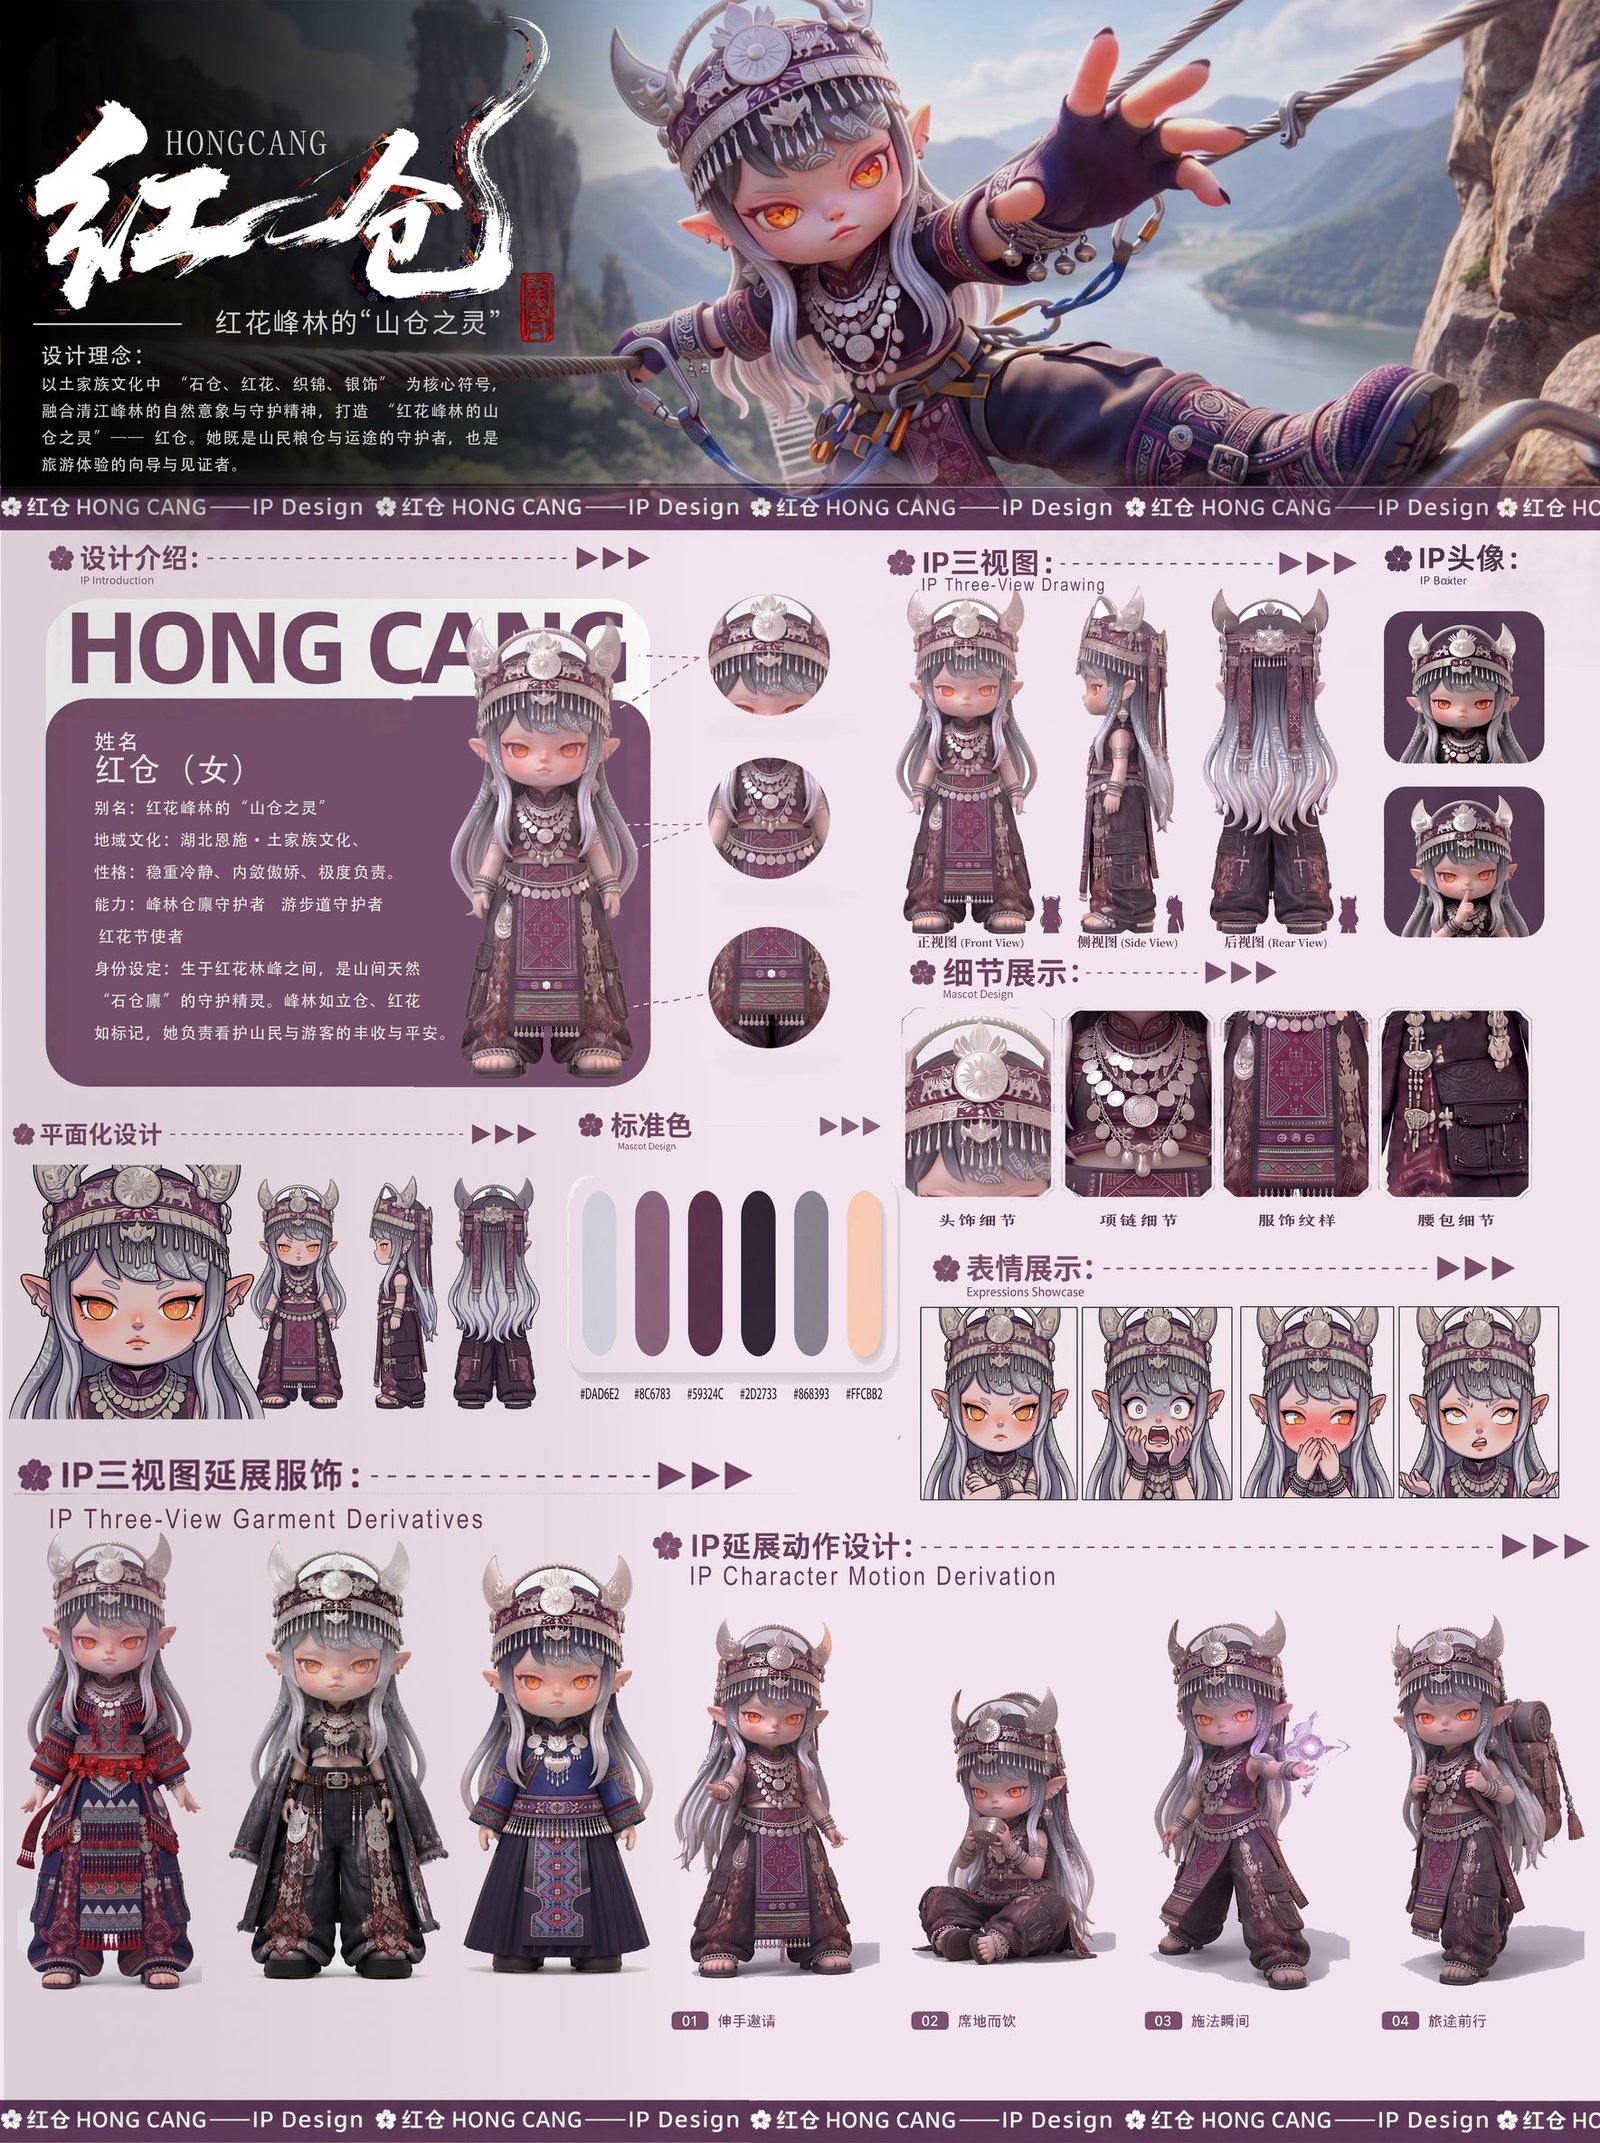 HONGCANG
红仓
红花峰林的“山仓之灵”
设计理念：
以土家族文化中 “石仓、红花、织锦、银饰” 为核心符号，
融合清江峰林的自然意象与守护精神，打造 “红花峰林的山
仓之灵” —— 红仓。她既是山民粮仓与运途的守护者，也是
旅游体验的向导与见证者。
红仓 HONG CANG——IP Design 红仓 HONG CANG——IP Design 红仓 HONG CANG——IP Design 红仓 HONG CANG——IP Design 红仓 HO
设计介绍：
IP Introduction
HONG CANG
姓名
红仓（女）
别名：红花峰林的“山仓之灵”
地域文化：湖北恩施·土家族文化、
性格：稳重冷静、内敛傲娇、极度负责。
能力：峰林仓廪守护者 游步道守护者
红花节使者
身份设定：生于红花林峰之间，是山间天然
“石仓廪”的守护精灵。峰林如立仓、红花
如标记，她负责看护山民与游客的丰收与平安。
IP三视图：
IP Three-View Drawing
正视图 (Front View)
侧视图 (Side View)
后视图 (Rear View)
IP头像：
细节展示：
Mascot Design
头饰细节
项链细节
服饰纹样
腰包细节
平面化设计
标准色
Mascot Design
#DAD6E2
#8C6783
#59324C
#2D2733
#868393
#FFCBB2
表情展示：
Expressions Showcase
IP三视图延展服饰：
IP Three-View Garment Derivatives
IP延展动作设计：
IP Character Motion Derivation
01 伸手邀请
02 席地而饮
03 施法瞬间
04 旅途前行
红仓 HONG CANG——IP Design 红仓 HONG CANG——IP Design 红仓 HONG CANG——IP Design 红仓 HONG CANG——IP Design 红仓 HO